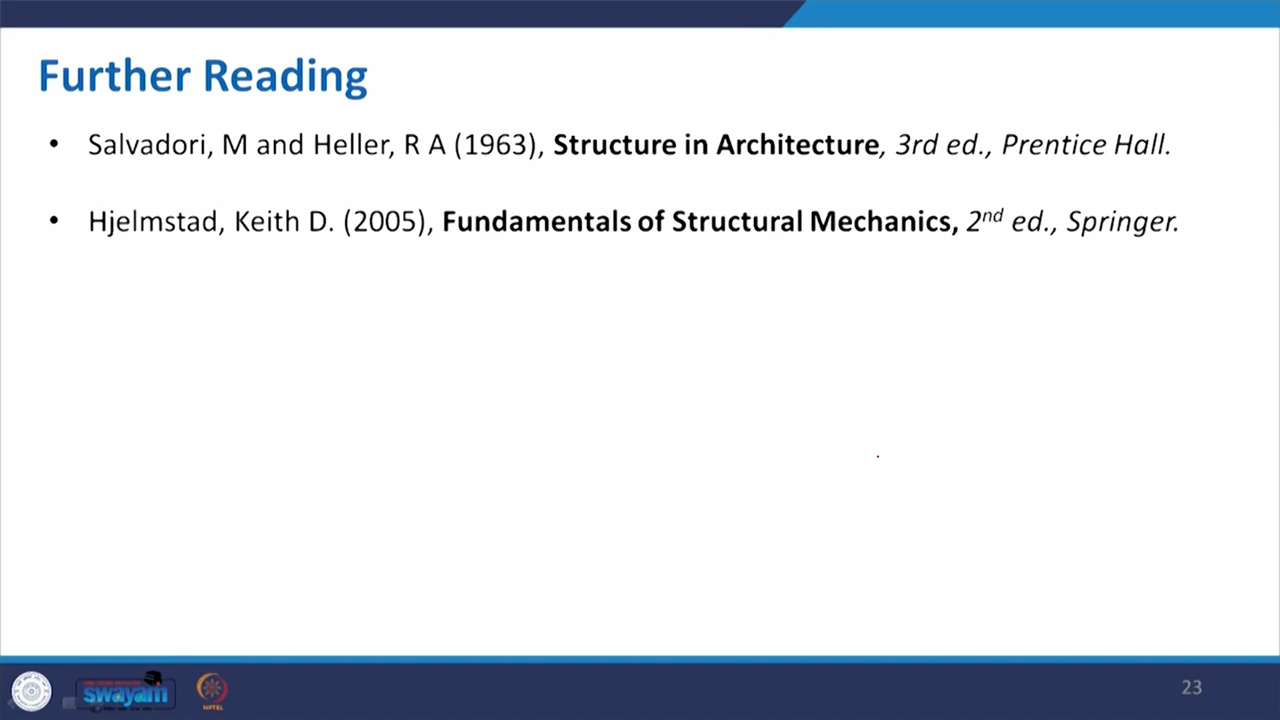 Further Reading
• Salvadori, M and Heller, R A (1963), Structure in Architecture, 3rd ed., Prentice Hall.
• Hjelmstad, Keith D. (2005), Fundamentals of Structural Mechanics, 2nd ed., Springer.
swayam
NPTEL
23